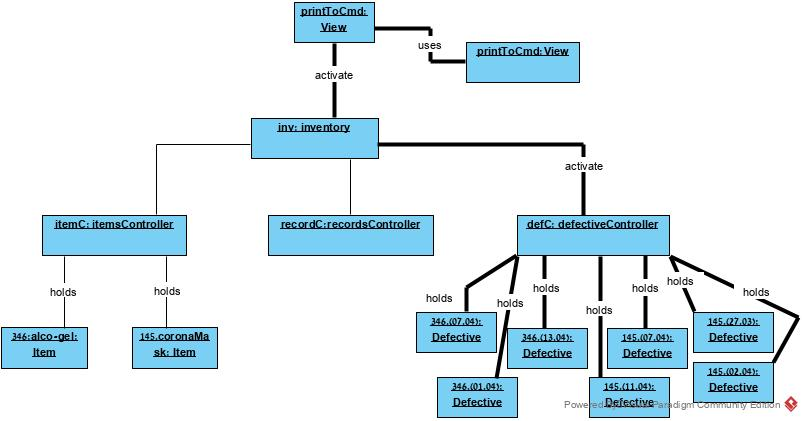 printToCmd:
View
uses
printToCmd:View
activate
inv: inventory
activate
itemC: itemsController
recordC:recordsController
defC: defectiveController
holds
holds
holds
holds
holds
holds
holds
holds
holds
346:alco-gel:
Item
145.coronaMa
sk: Item
346.(07.04):
Defective
346.(13.04):
Defective
145.(07.04):
Defective
145.(27.03):
Defective
346.(01.04):
Defective
145.(11.04):
Defective
145.(02.04):
Defective
Paradigm Community Edition